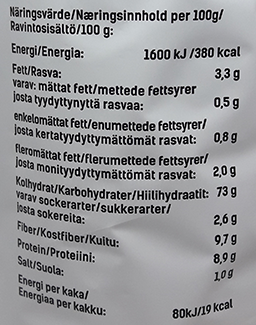 Näringsvärde/Næringsinnhold per 100g/
Ravintosisältö/100 g:
Energi/Energia: 1600 kJ /380 kcal
Fett/Rasva: 3,3 g
varav: mättat fett/mettede fettsyrer
josta tyydyttynyttä rasvaa: 0,5 g
enkelomättat fett/enumettede fettsyrer/
josta kertatyydyttymättömät rasvat: 0,8 g
fleromättat fett/flerumettede fettsyrer/
josta monityydyttymättömät rasvat: 2,0 g
Kolhydrat/Karbohydrater/Hiilihydraatit: 73 g
varav sockerarter/sukkerarter/
josta sokereita: 2,6 g
Fiber/Kostfiber/Kuitu: 9,7 g
Protein/Proteiini: 8,9 g
Salt/Suola: 1,0 g
Energi per kaka/
Energiaa per kakku: 80kJ/19 kcal